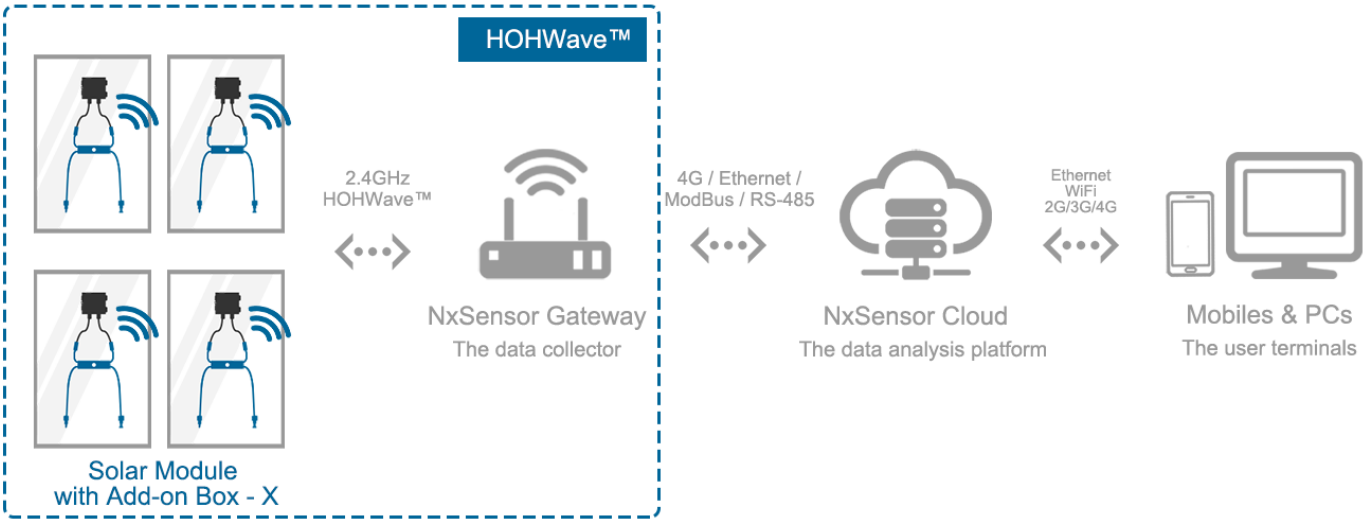 HOHWave™
2.4GHz
HOHWave™
4G / Ethernet /
ModBus / RS-485
Ethernet
WiFi
2G/3G/4G
NxSensor Gateway
The data collector
NxSensor Cloud
The data analysis platform
Mobiles & PCs
The user terminals
Solar Module
with Add-on Box - X